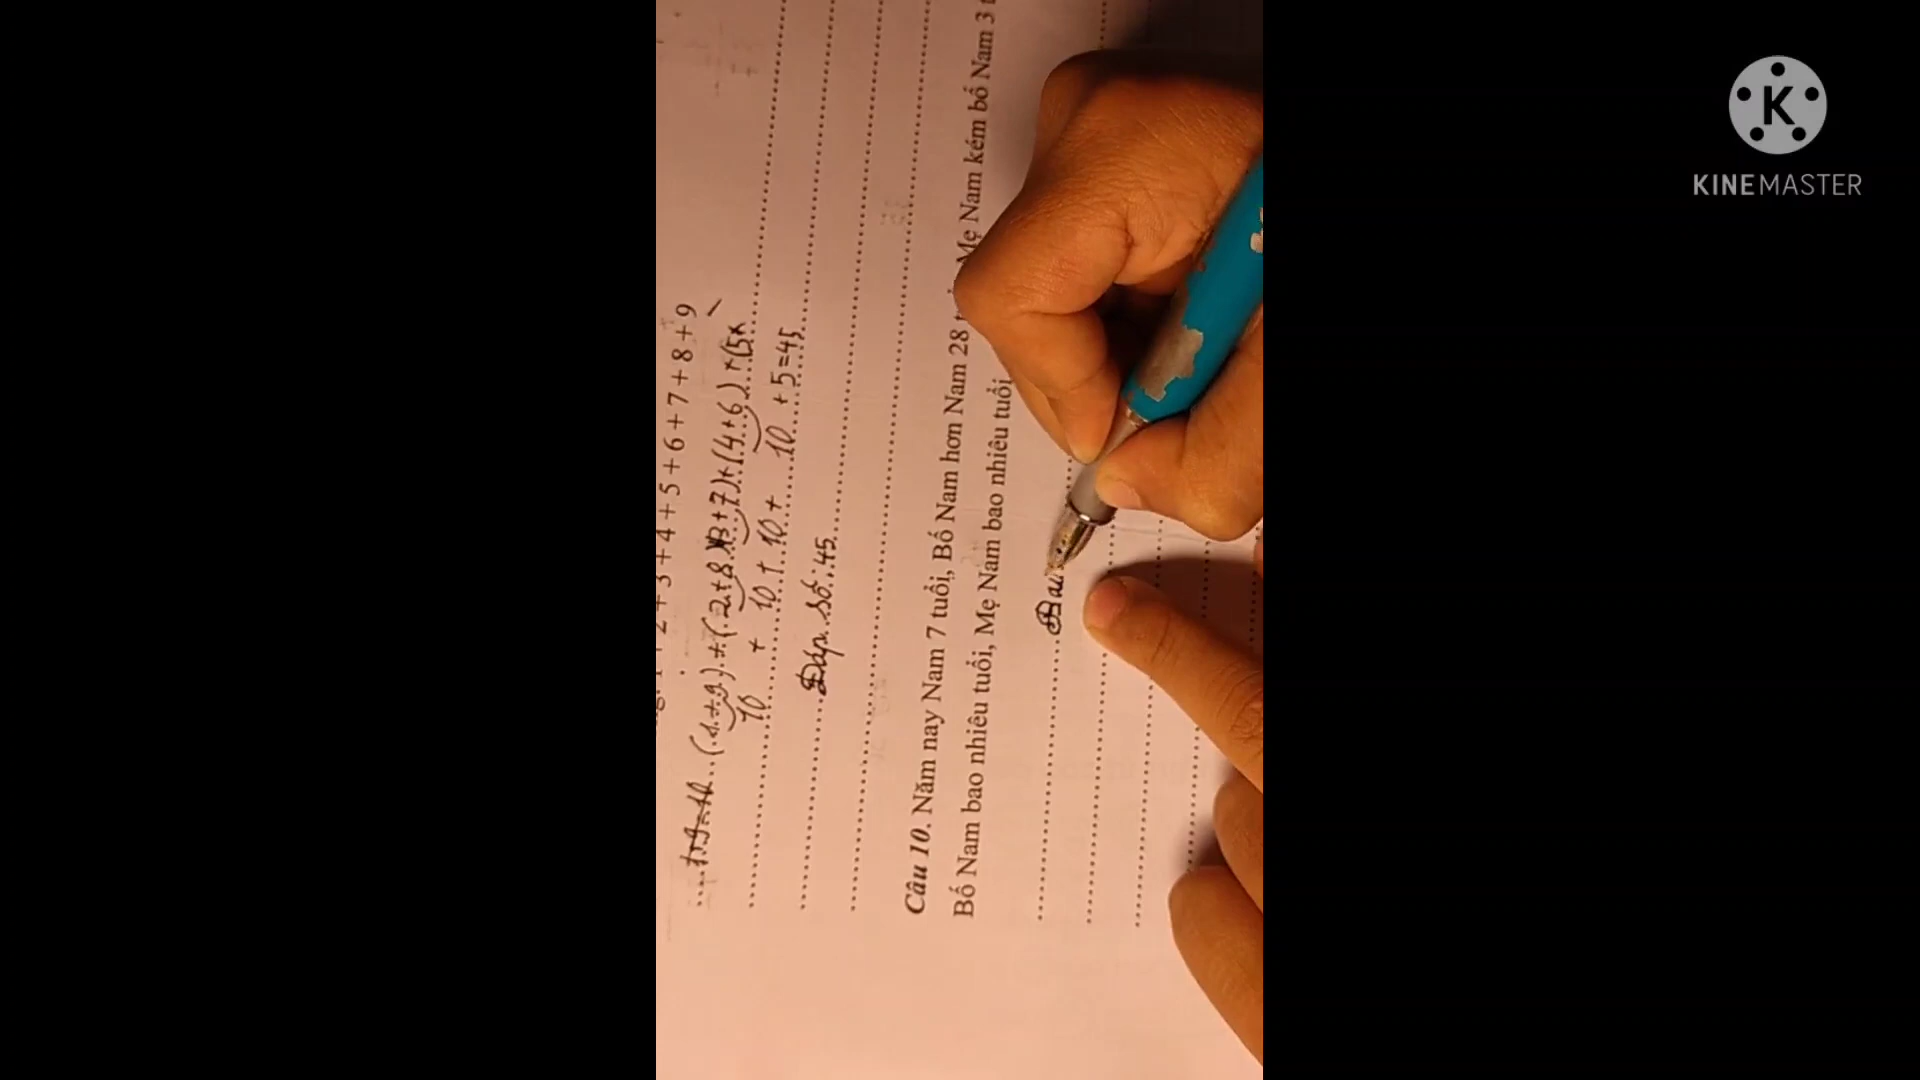 2 + 3 + 4 + 5 + 6 + 7 + 8 + 9
(1+9)+(2+8)+(3+7)+(4+6)+(5
10 + 10 + 10 + 10 + 5 = 45
Đáp số: 45
Câu 10. Năm nay Nam 7 tuổi, Bố Nam hơn Nam 28 Mẹ Nam kém bố Nam 3
Bố Nam bao nhiêu tuổi, Mẹ Nam bao nhiêu tuổi
Bài
KINEMASTER